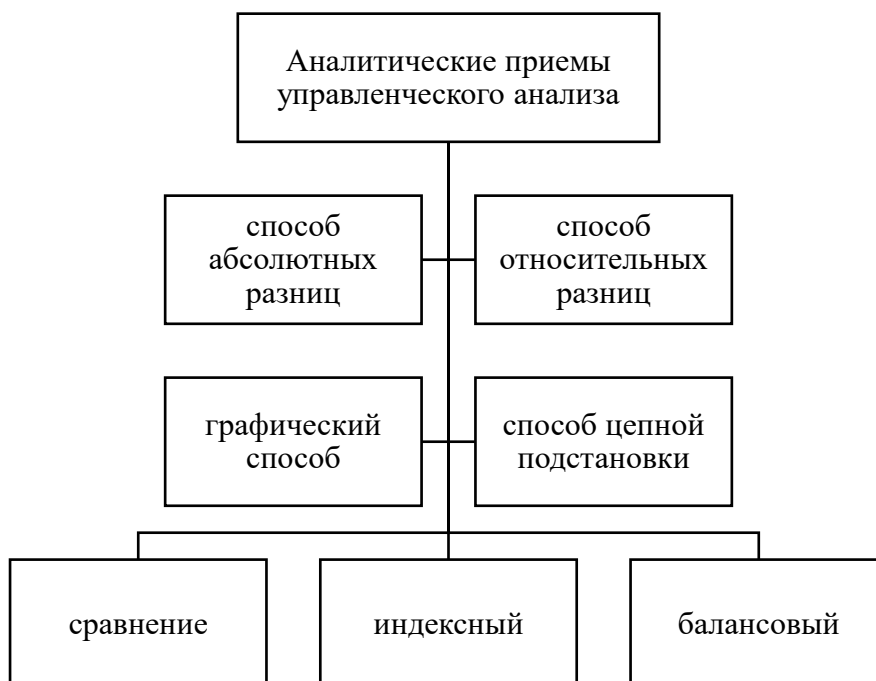 Аналитические приемы
управленческого анализа
способ
абсолютных
разниц
способ
относительных
разниц
графический
способ
способ цепной
подстановки
сравнение
индексный
балансовый